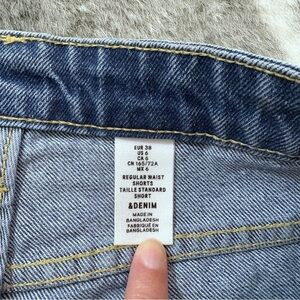 EUR 38
US 6
CA 6
CN 165/72A
MX 6
REGULAR WAIST
SHORTS
TAILLE STANDARD
SHORT
&DENIM
MADE IN
BANGLADESH
FABRIQUÉ EN
BANGLADESH